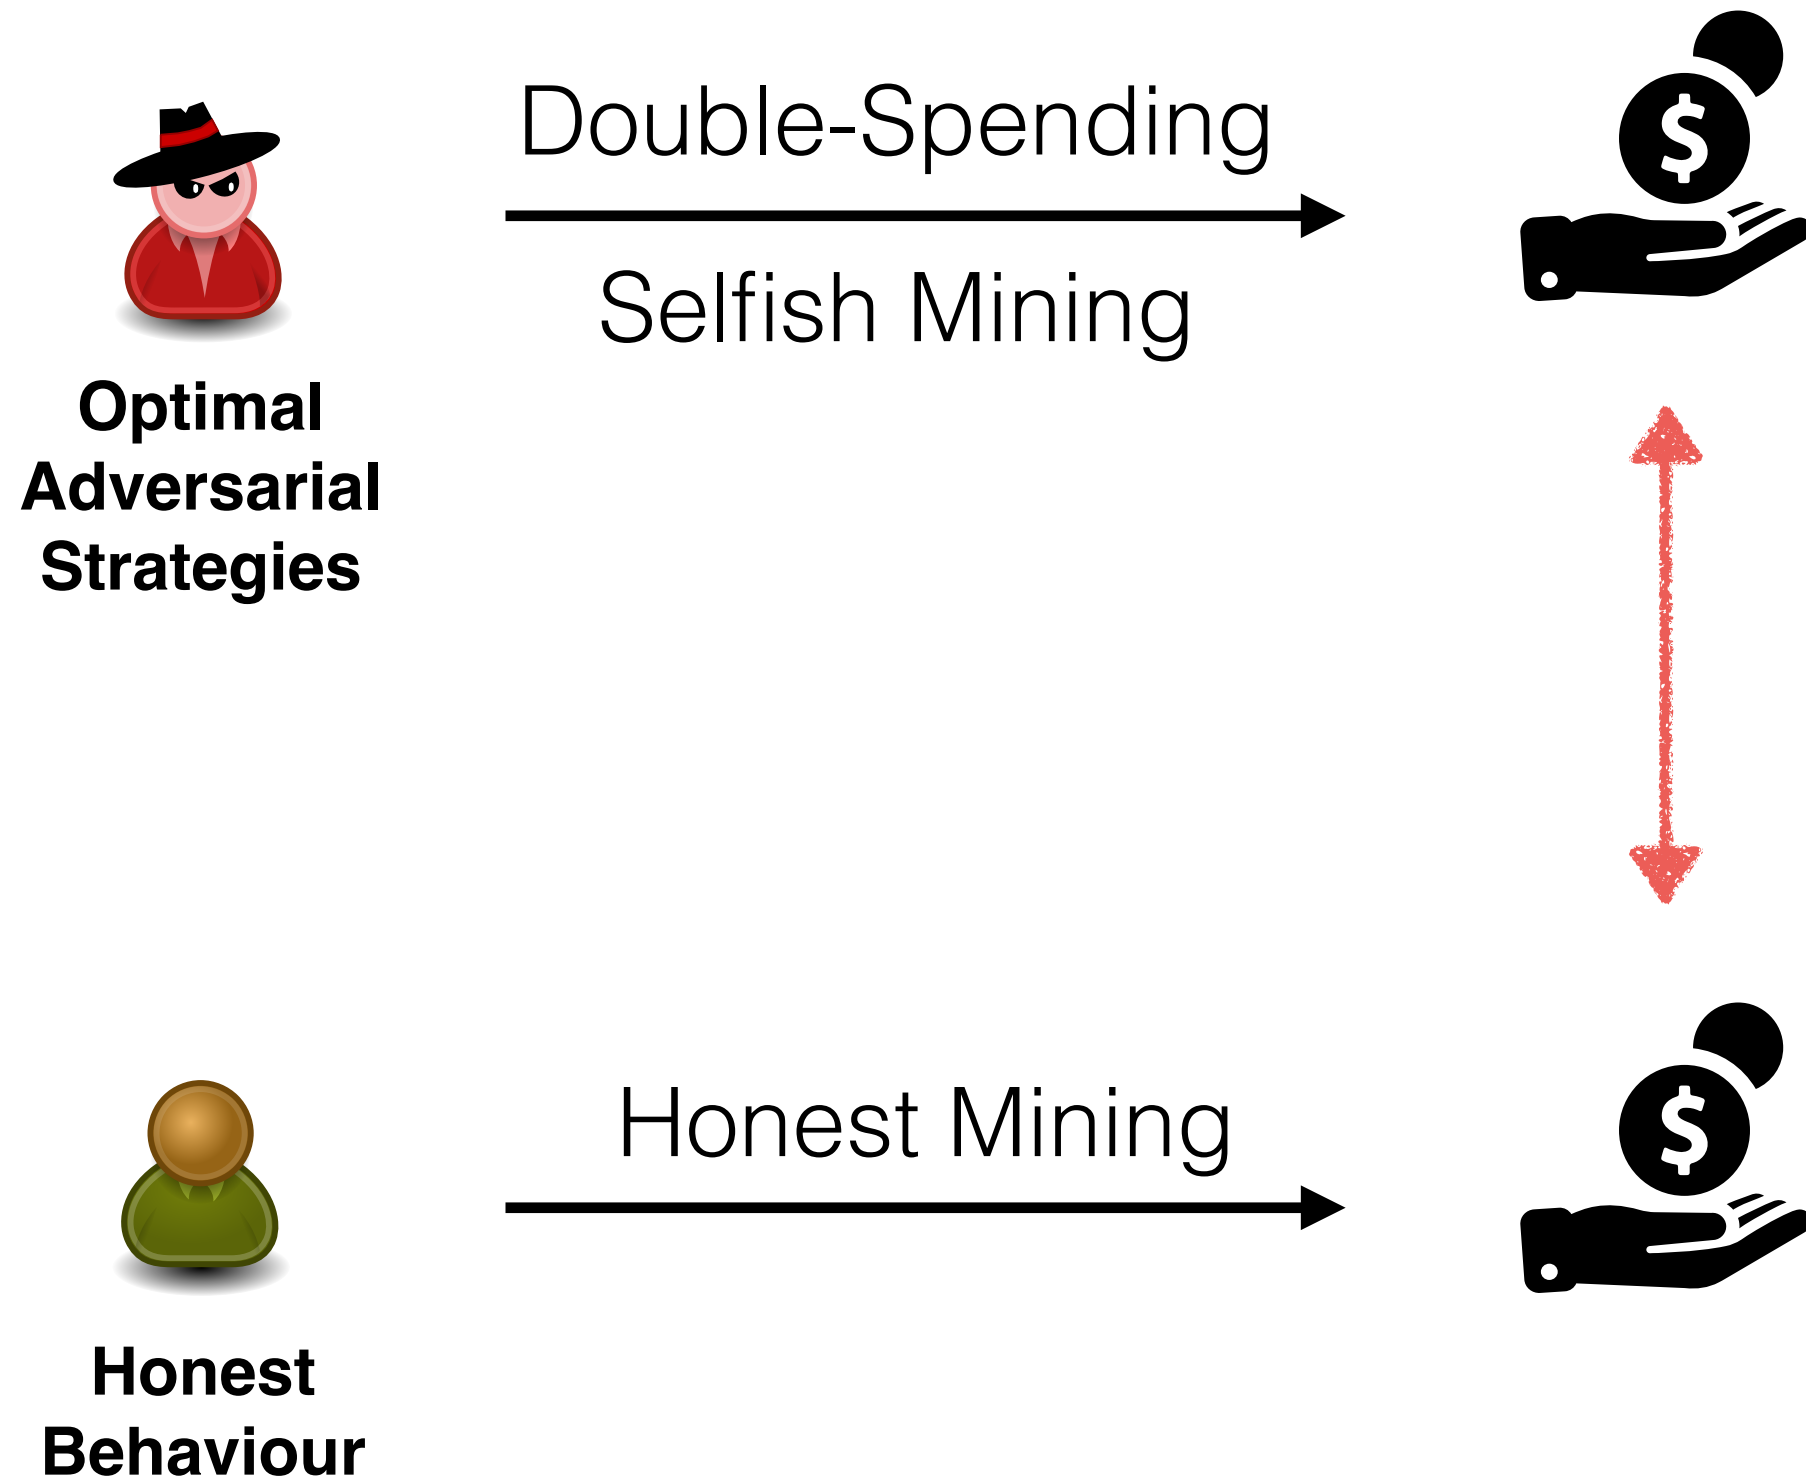 Double-Spending
$
Selfish Mining
Optimal
Adversarial
Strategies
Honest Mining
$
Honest
Behaviour